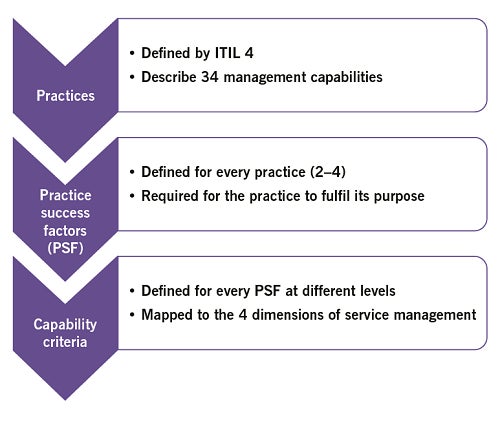 Practices
• Defined by ITIL 4
• Describe 34 management capabilities
Practice
success
factors
(PSF)
• Defined for every practice (2–4)
• Required for the practice to fulfil its purpose
Capability
criteria
• Defined for every PSF at different levels
• Mapped to the 4 dimensions of service management